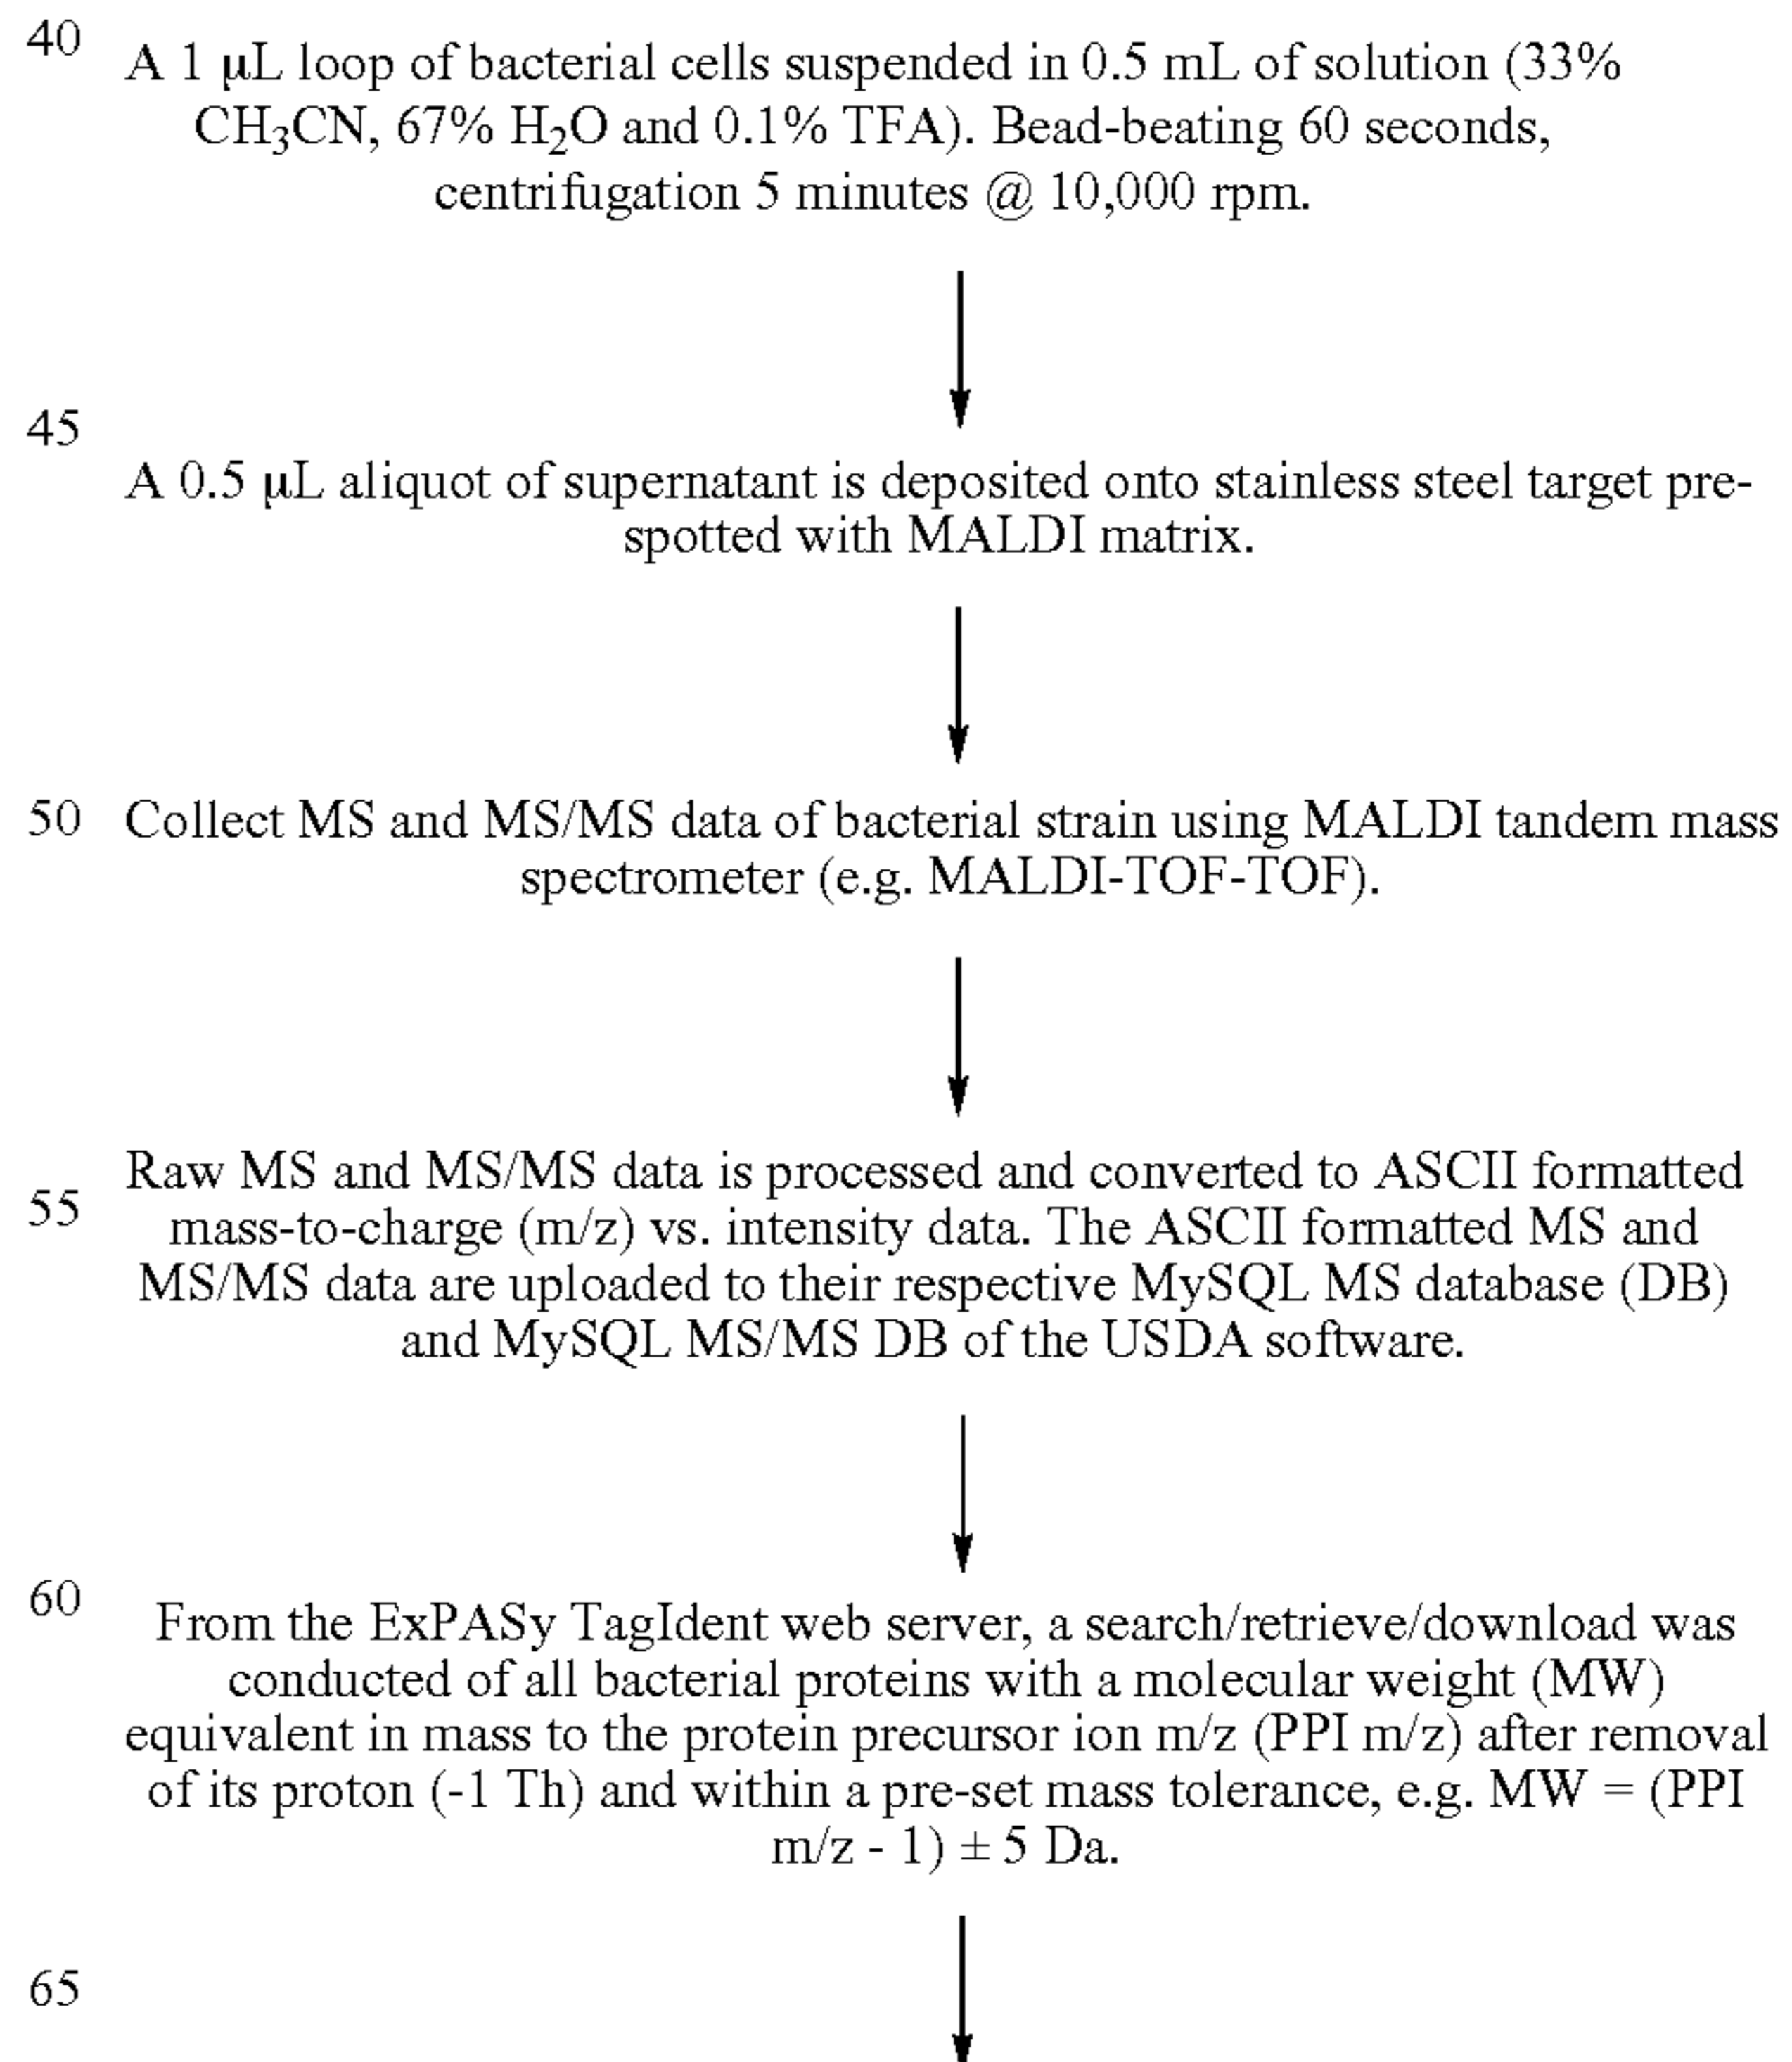 40
A 1 μL loop of bacterial cells suspended in 0.5 mL of solution (33%
CH₃CN, 67% H₂O and 0.1% TFA). Bead-beating 60 seconds,
centrifugation 5 minutes @ 10,000 rpm.
45
A 0.5 μL aliquot of supernatant is deposited onto stainless steel target pre-
spotted with MALDI matrix.
50 Collect MS and MS/MS data of bacterial strain using MALDI tandem mass
spectrometer (e.g. MALDI-TOF-TOF).
Raw MS and MS/MS data is processed and converted to ASCII formatted
55
mass-to-charge (m/z) vs. intensity data. The ASCII formatted MS and
MS/MS data are uploaded to their respective MySQL MS database (DB)
and MySQL MS/MS DB of the USDA software.
60
From the ExPASy TagIdent web server, a search/retrieve/download was
conducted of all bacterial proteins with a molecular weight (MW)
equivalent in mass to the protein precursor ion m/z (PPI m/z) after removal
of its proton (-1 Th) and within a pre-set mass tolerance, e.g. MW = (PPI
m/z - 1) ± 5 Da.
65